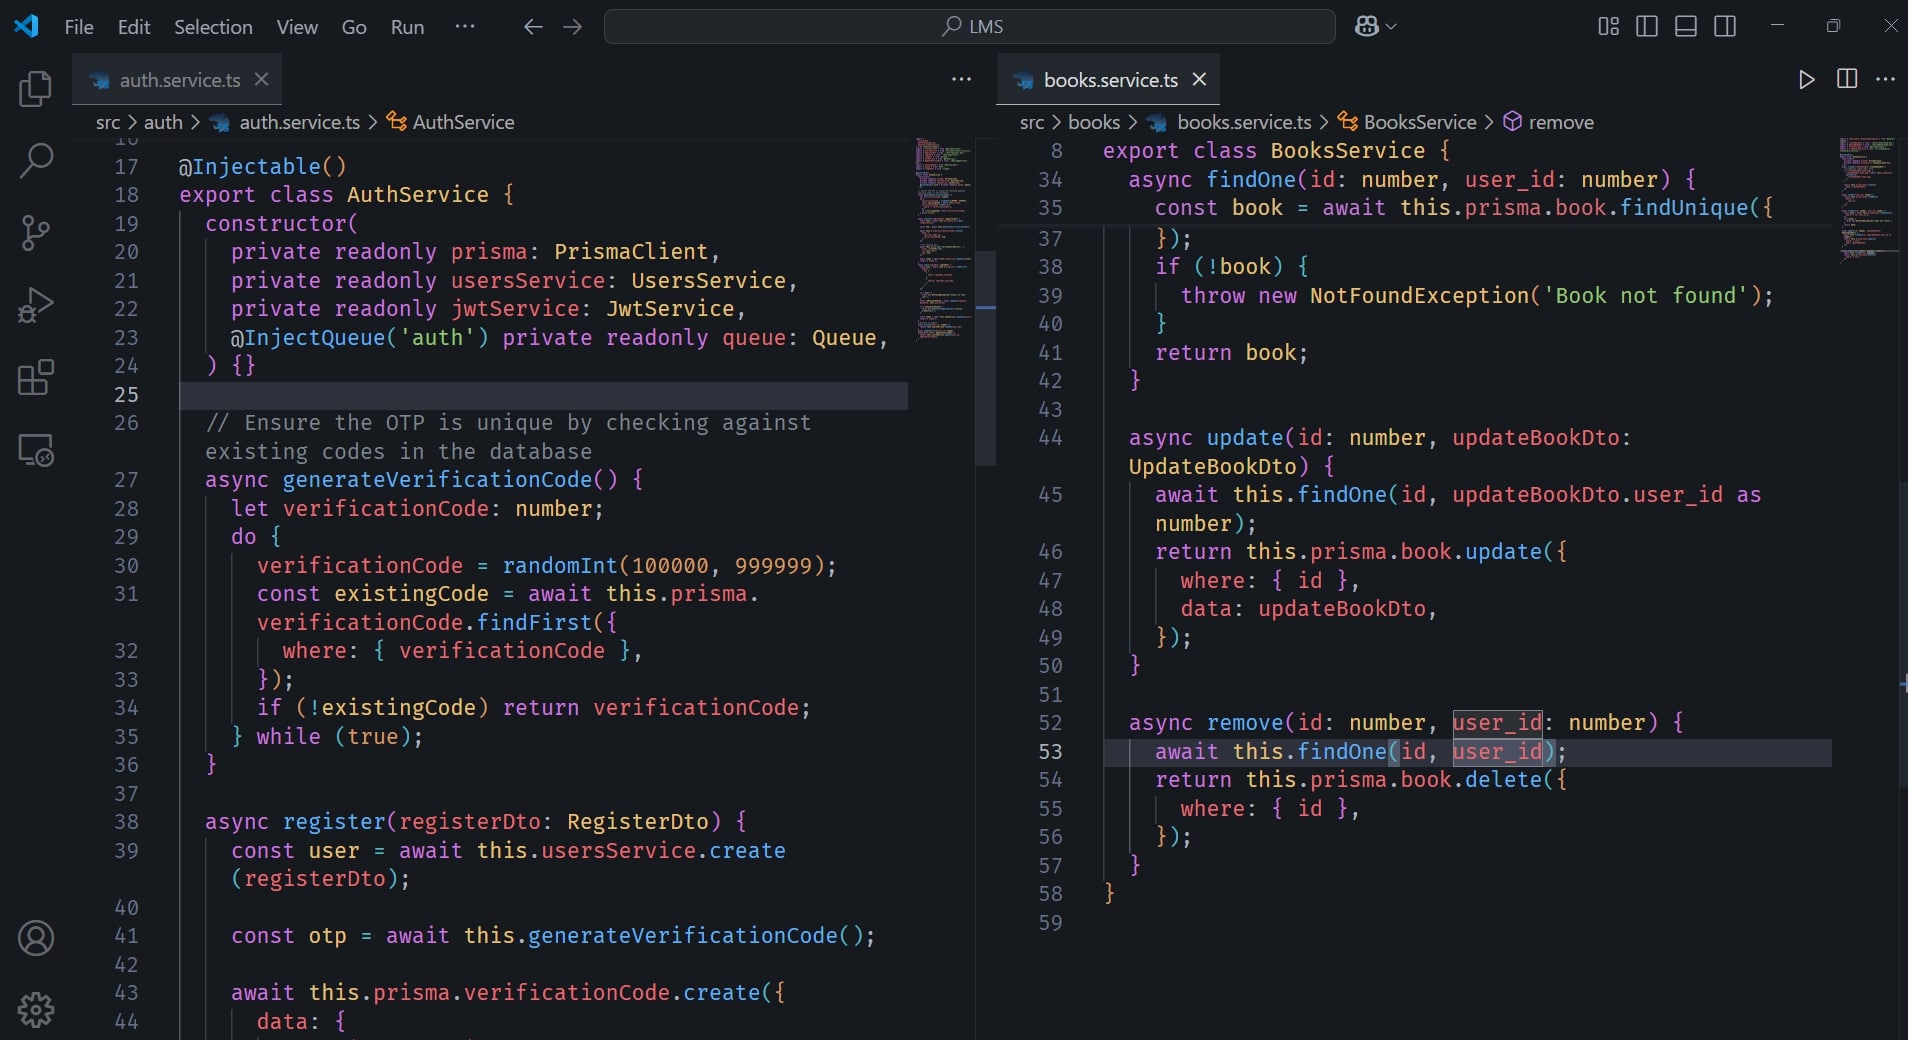 File Edit Selection View Go Run ··· LMS
auth.service.ts
src > auth > auth.service.ts > AuthService
17 @Injectable()
18 export class AuthService {
19 constructor(
20 private readonly prisma: PrismaClient,
21 private readonly usersService: UsersService,
22 private readonly jwtService: JwtService,
23 @InjectQueue('auth') private readonly queue: Queue,
24 ) {}
25
26 // Ensure the OTP is unique by checking against
existing codes in the database
27 async generateVerificationCode() {
28 let verificationCode: number;
29 do {
30 verificationCode = randomInt(100000, 999999);
31 const existingCode = await this.prisma.
verificationCode.findFirst({
32 where: { verificationCode },
33 });
34 if (!existingCode) return verificationCode;
35 } while (true);
36 }
37
38 async register(registerDto: RegisterDto) {
39 const user = await this.usersService.create
(registerDto);
40
41 const otp = await this.generateVerificationCode();
42
43 await this.prisma.verificationCode.create({
44 data: {
books.service.ts
src > books > books.service.ts > BooksService > remove
8 export class BooksService {
34 async findOne(id: number, user_id: number) {
35 const book = await this.prisma.book.findUnique({
37 });
38 if (!book) {
39 throw new NotFoundException('Book not found');
40 }
41 return book;
42 }
43
44 async update(id: number, updateBookDto:
UpdateBookDto) {
45 await this.findOne(id, updateBookDto.user_id as
number);
46 return this.prisma.book.update({
47 where: { id },
48 data: updateBookDto,
49 });
50 }
51
52 async remove(id: number, user_id: number) {
53 await this.findOne(id, user_id);
54 return this.prisma.book.delete({
55 where: { id },
56 });
57 }
58 }
59